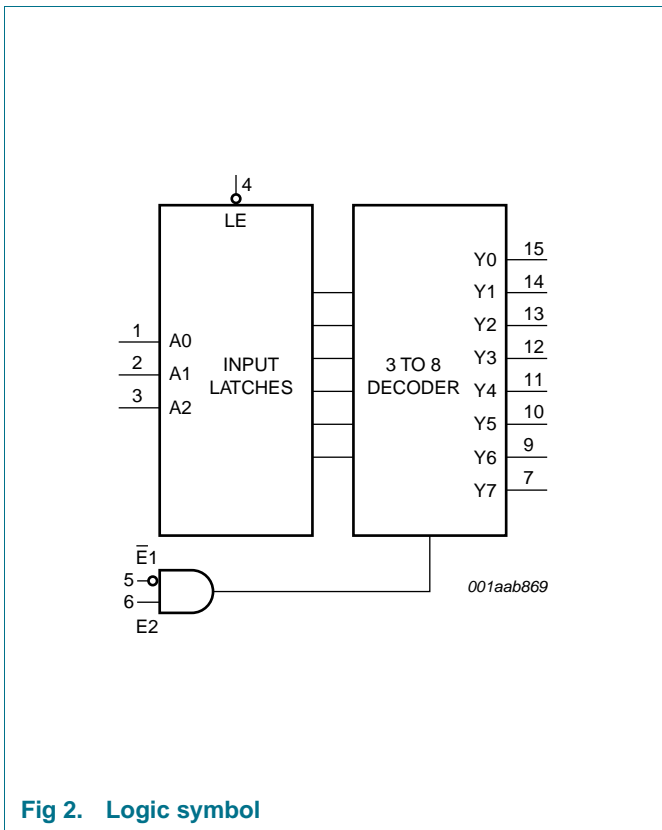 4
LE
1
A0
2
A1
3
A2
INPUT
LATCHES
3 TO 8
DECODER
Y0
15
Y1
14
Y2
13
Y3
12
Y4
11
Y5
10
Y6
9
Y7
7
E̅1
5
6
E2
001aab869
Fig 2. Logic symbol